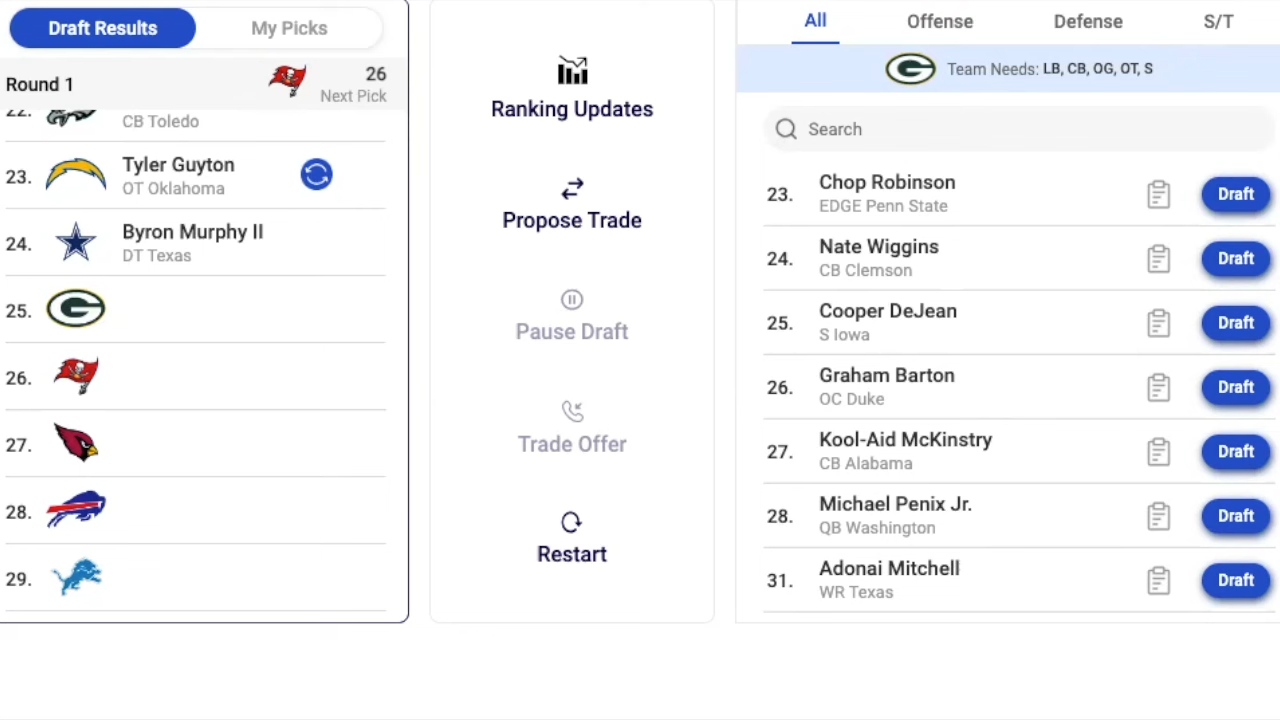 Draft Results
My Picks
Round 1
26
Next Pick
22.
CB Toledo
23.
Tyler Guyton
OT Oklahoma
24.
Byron Murphy II
DT Texas
25.
26.
27.
28.
29.
Ranking Updates
Propose Trade
Pause Draft
Trade Offer
Restart
All
Offense
Defense
S/T
Team Needs: LB, CB, OG, OT, S
Search
23.
Chop Robinson
EDGE Penn State
Draft
24.
Nate Wiggins
CB Clemson
Draft
25.
Cooper DeJean
S Iowa
Draft
26.
Graham Barton
OC Duke
Draft
27.
Kool-Aid McKinstry
CB Alabama
Draft
28.
Michael Penix Jr.
QB Washington
Draft
31.
Adonai Mitchell
WR Texas
Draft